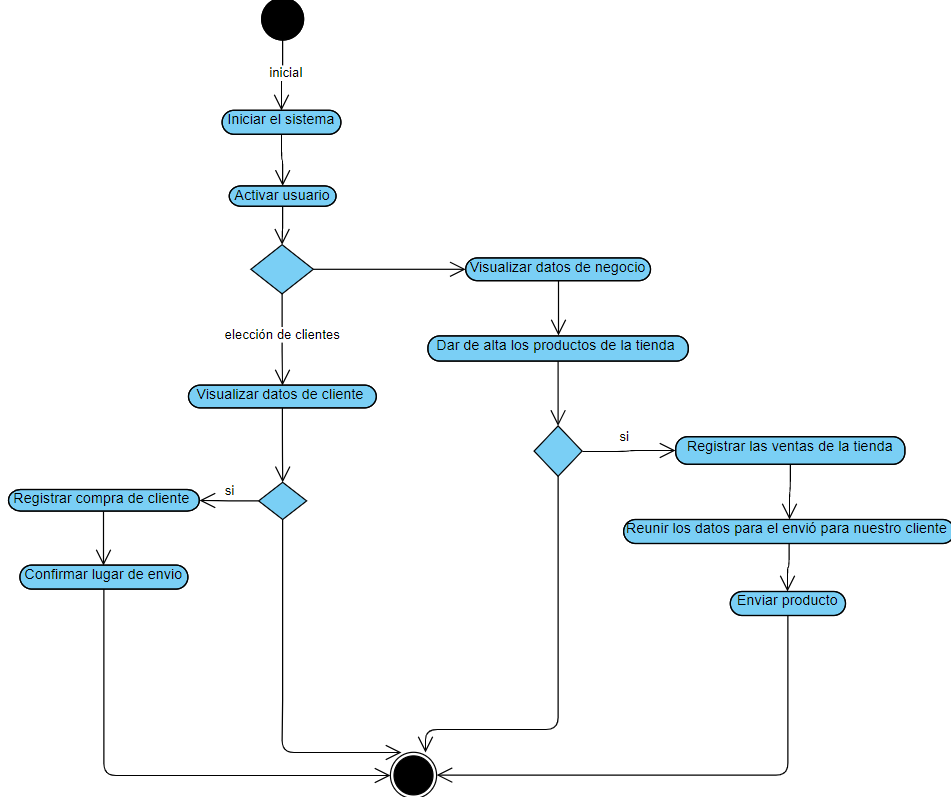 inicial
Iniciar el sistema
Activar usuario
Visualizar datos de negocio
elección de clientes
Dar de alta los productos de la tienda
Visualizar datos de cliente
si
Registrar las ventas de la tienda
si
Registrar compra de cliente
Reunir los datos para el envió para nuestro cliente
Confirmar lugar de envio
Enviar producto